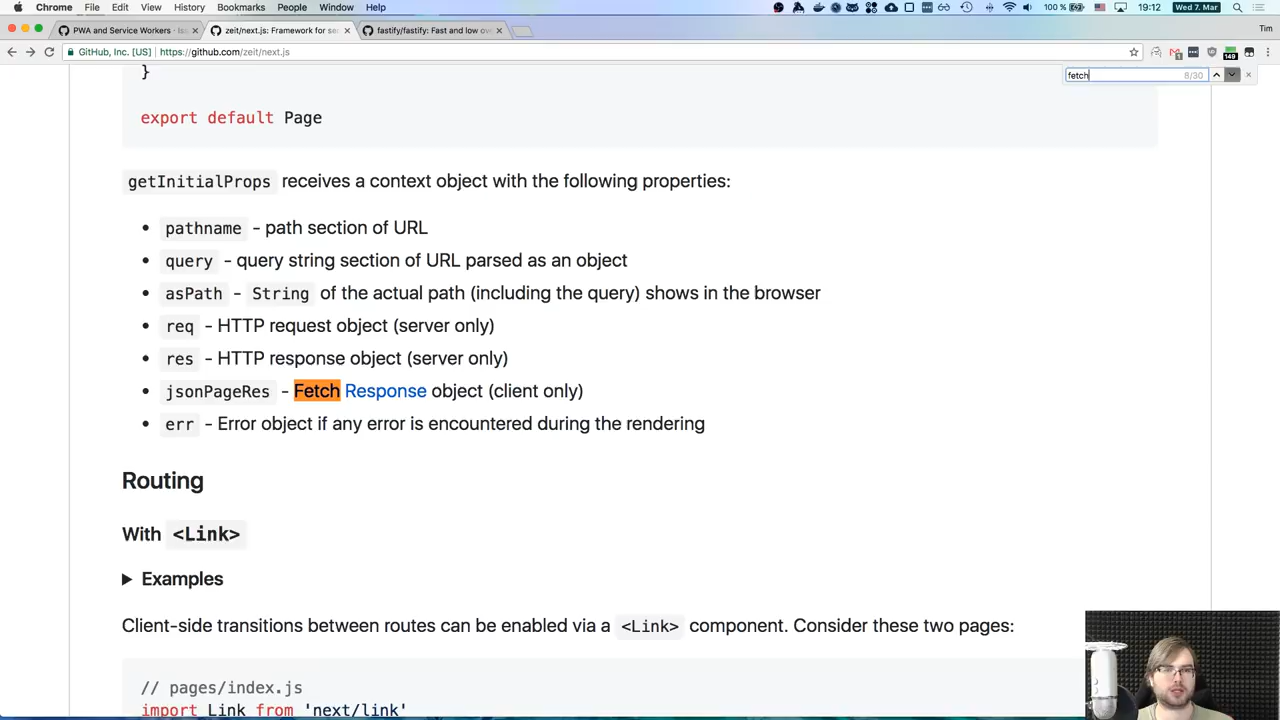 Chrome File Edit View History Bookmarks People Window Help 100 % 19:12 Wed 7. Mar
PWA and Service Workers · Iss
zeit/next.js: Framework for se
fastify/fastify: Fast and low ov
Tim
GitHub, Inc. [US] https://github.com/zeit/next.js
fetch 8/30
}
export default Page
getInitialProps receives a context object with the following properties:
• pathname - path section of URL
• query - query string section of URL parsed as an object
• asPath - String of the actual path (including the query) shows in the browser
• req - HTTP request object (server only)
• res - HTTP response object (server only)
• jsonPageRes - Fetch Response object (client only)
• err - Error object if any error is encountered during the rendering
Routing
With <Link>
Examples
Client-side transitions between routes can be enabled via a <Link> component. Consider these two pages:
// pages/index.js
import Link from 'next/link'